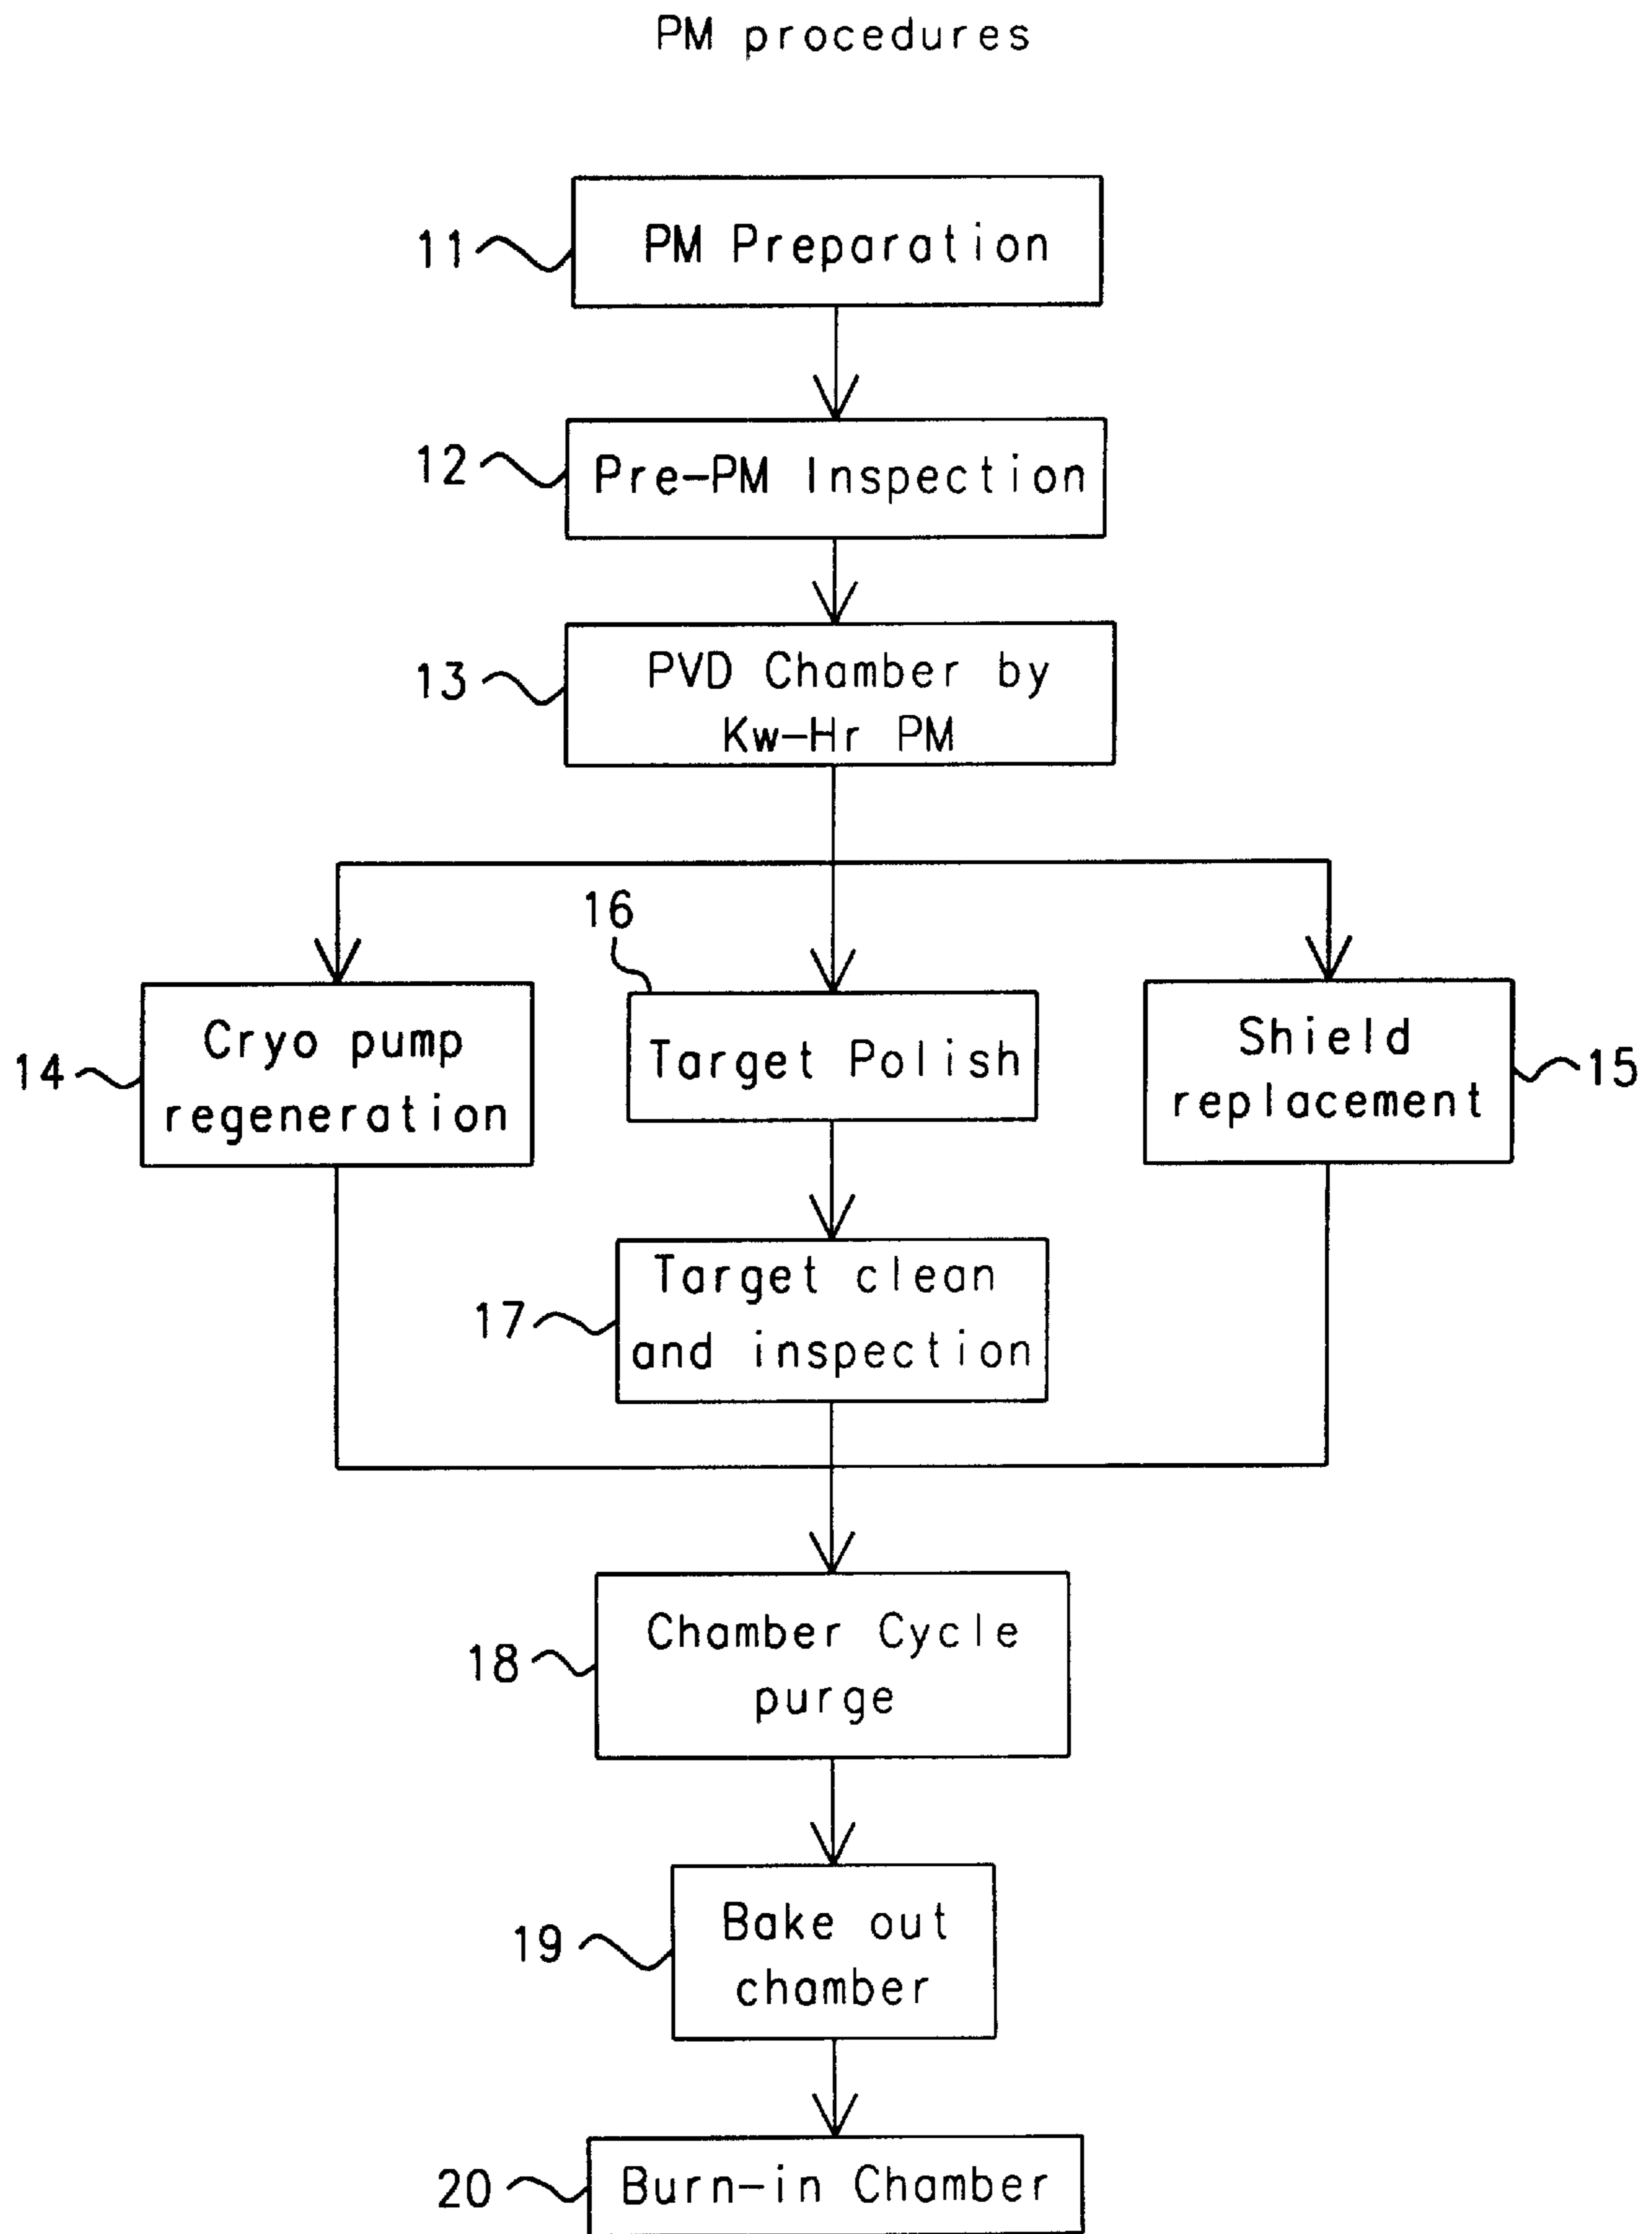 PM procedures
11
PM Preparation
12
Pre-PM Inspection
13
PVD Chamber by
Kw-Hr PM
16
14
Cryo pump
regeneration
Target Polish
Shield
replacement
15
17
Target clean
and inspection
18
Chamber Cycle
purge
19
Bake out
chamber
20
Burn-in Chamber